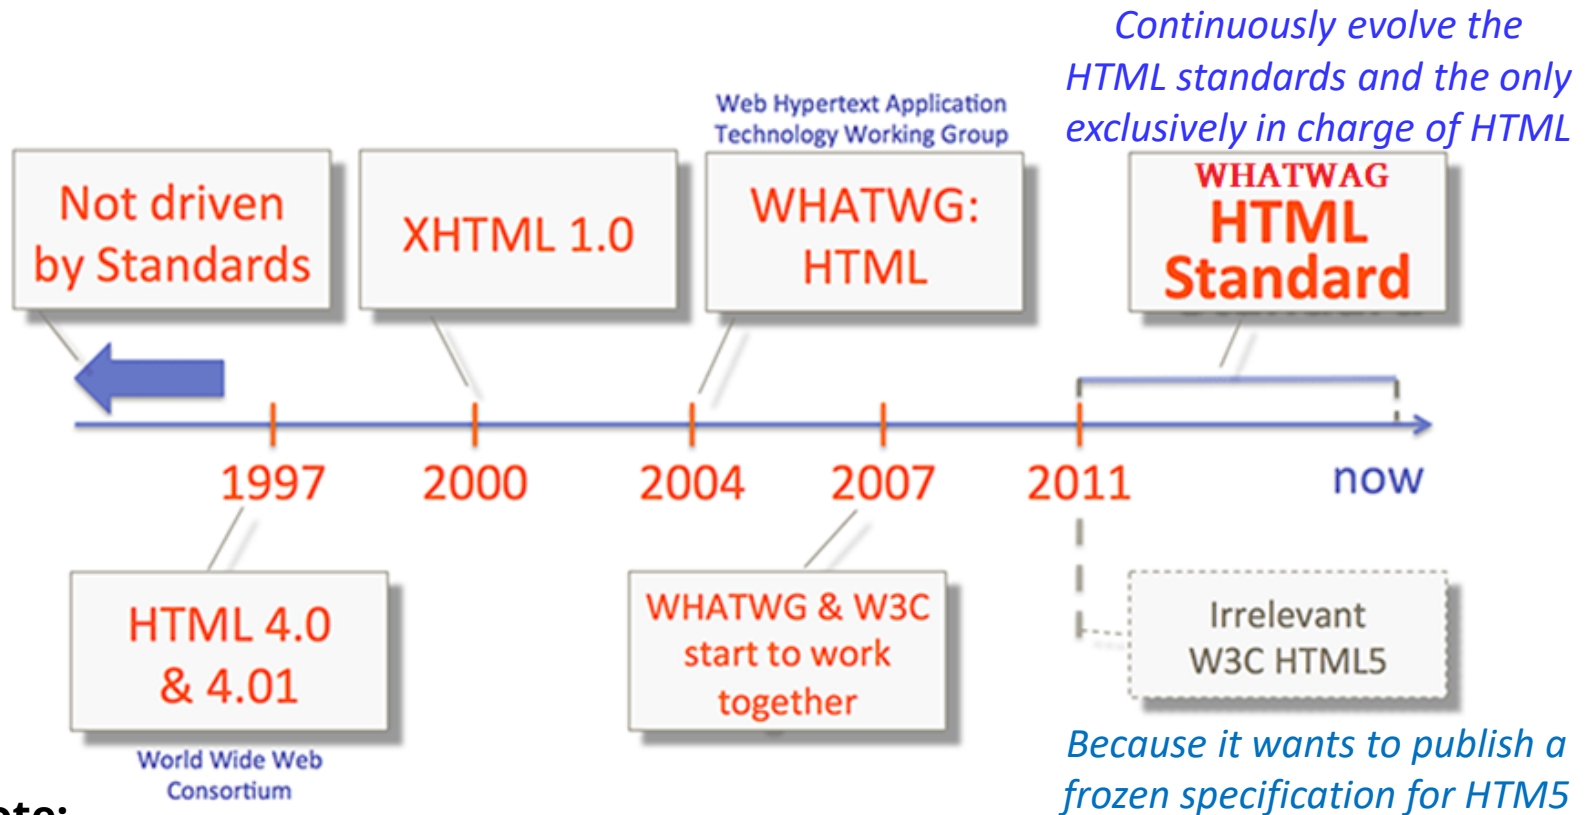 Continuously evolve the
HTML standards and the only
exclusively in charge of HTML
Web Hypertext Application
Technology Working Group
Not driven
by Standards
XHTML 1.0
WHATWG:
HTML
WHATWAG
HTML
Standard
1997
2000
2004
2007
2011
now
HTML 4.0
& 4.01
World Wide Web
Consortium
WHATWG & W3C
start to work
together
Irrelevant
W3C HTML5
Because it wants to publish a
frozen specification for HTM5